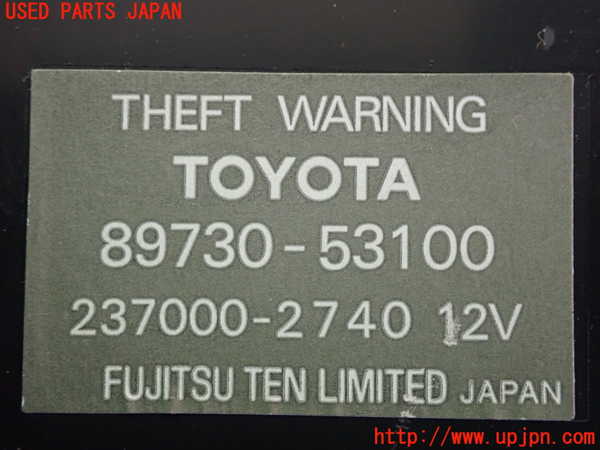 USED PARTS JAPAN
THEFT WARNING
TOYOTA
89730-53100
237000-2740 12V
FUJITSU TEN LIMITED JAPAN
http://www.upjpn.com/